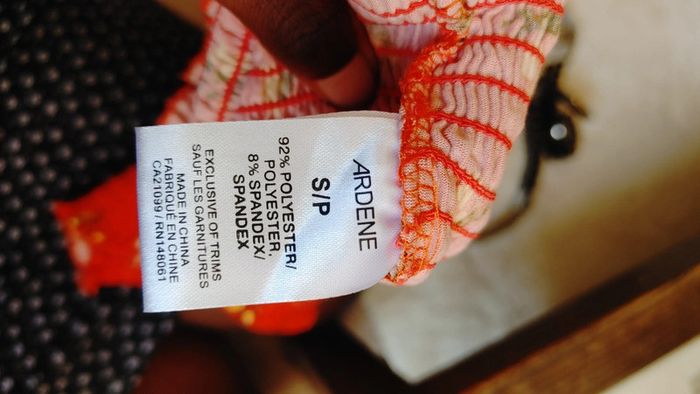 ARDENE
S/P
92% POLYESTER/
POLYESTER,
8% SPANDEX/
SPANDEX
EXCLUSIVE OF TRIMS
SAUF LES GARNITURES
MADE IN CHINA
FABRIQUÉ EN CHINE
CA21099 / RN148061